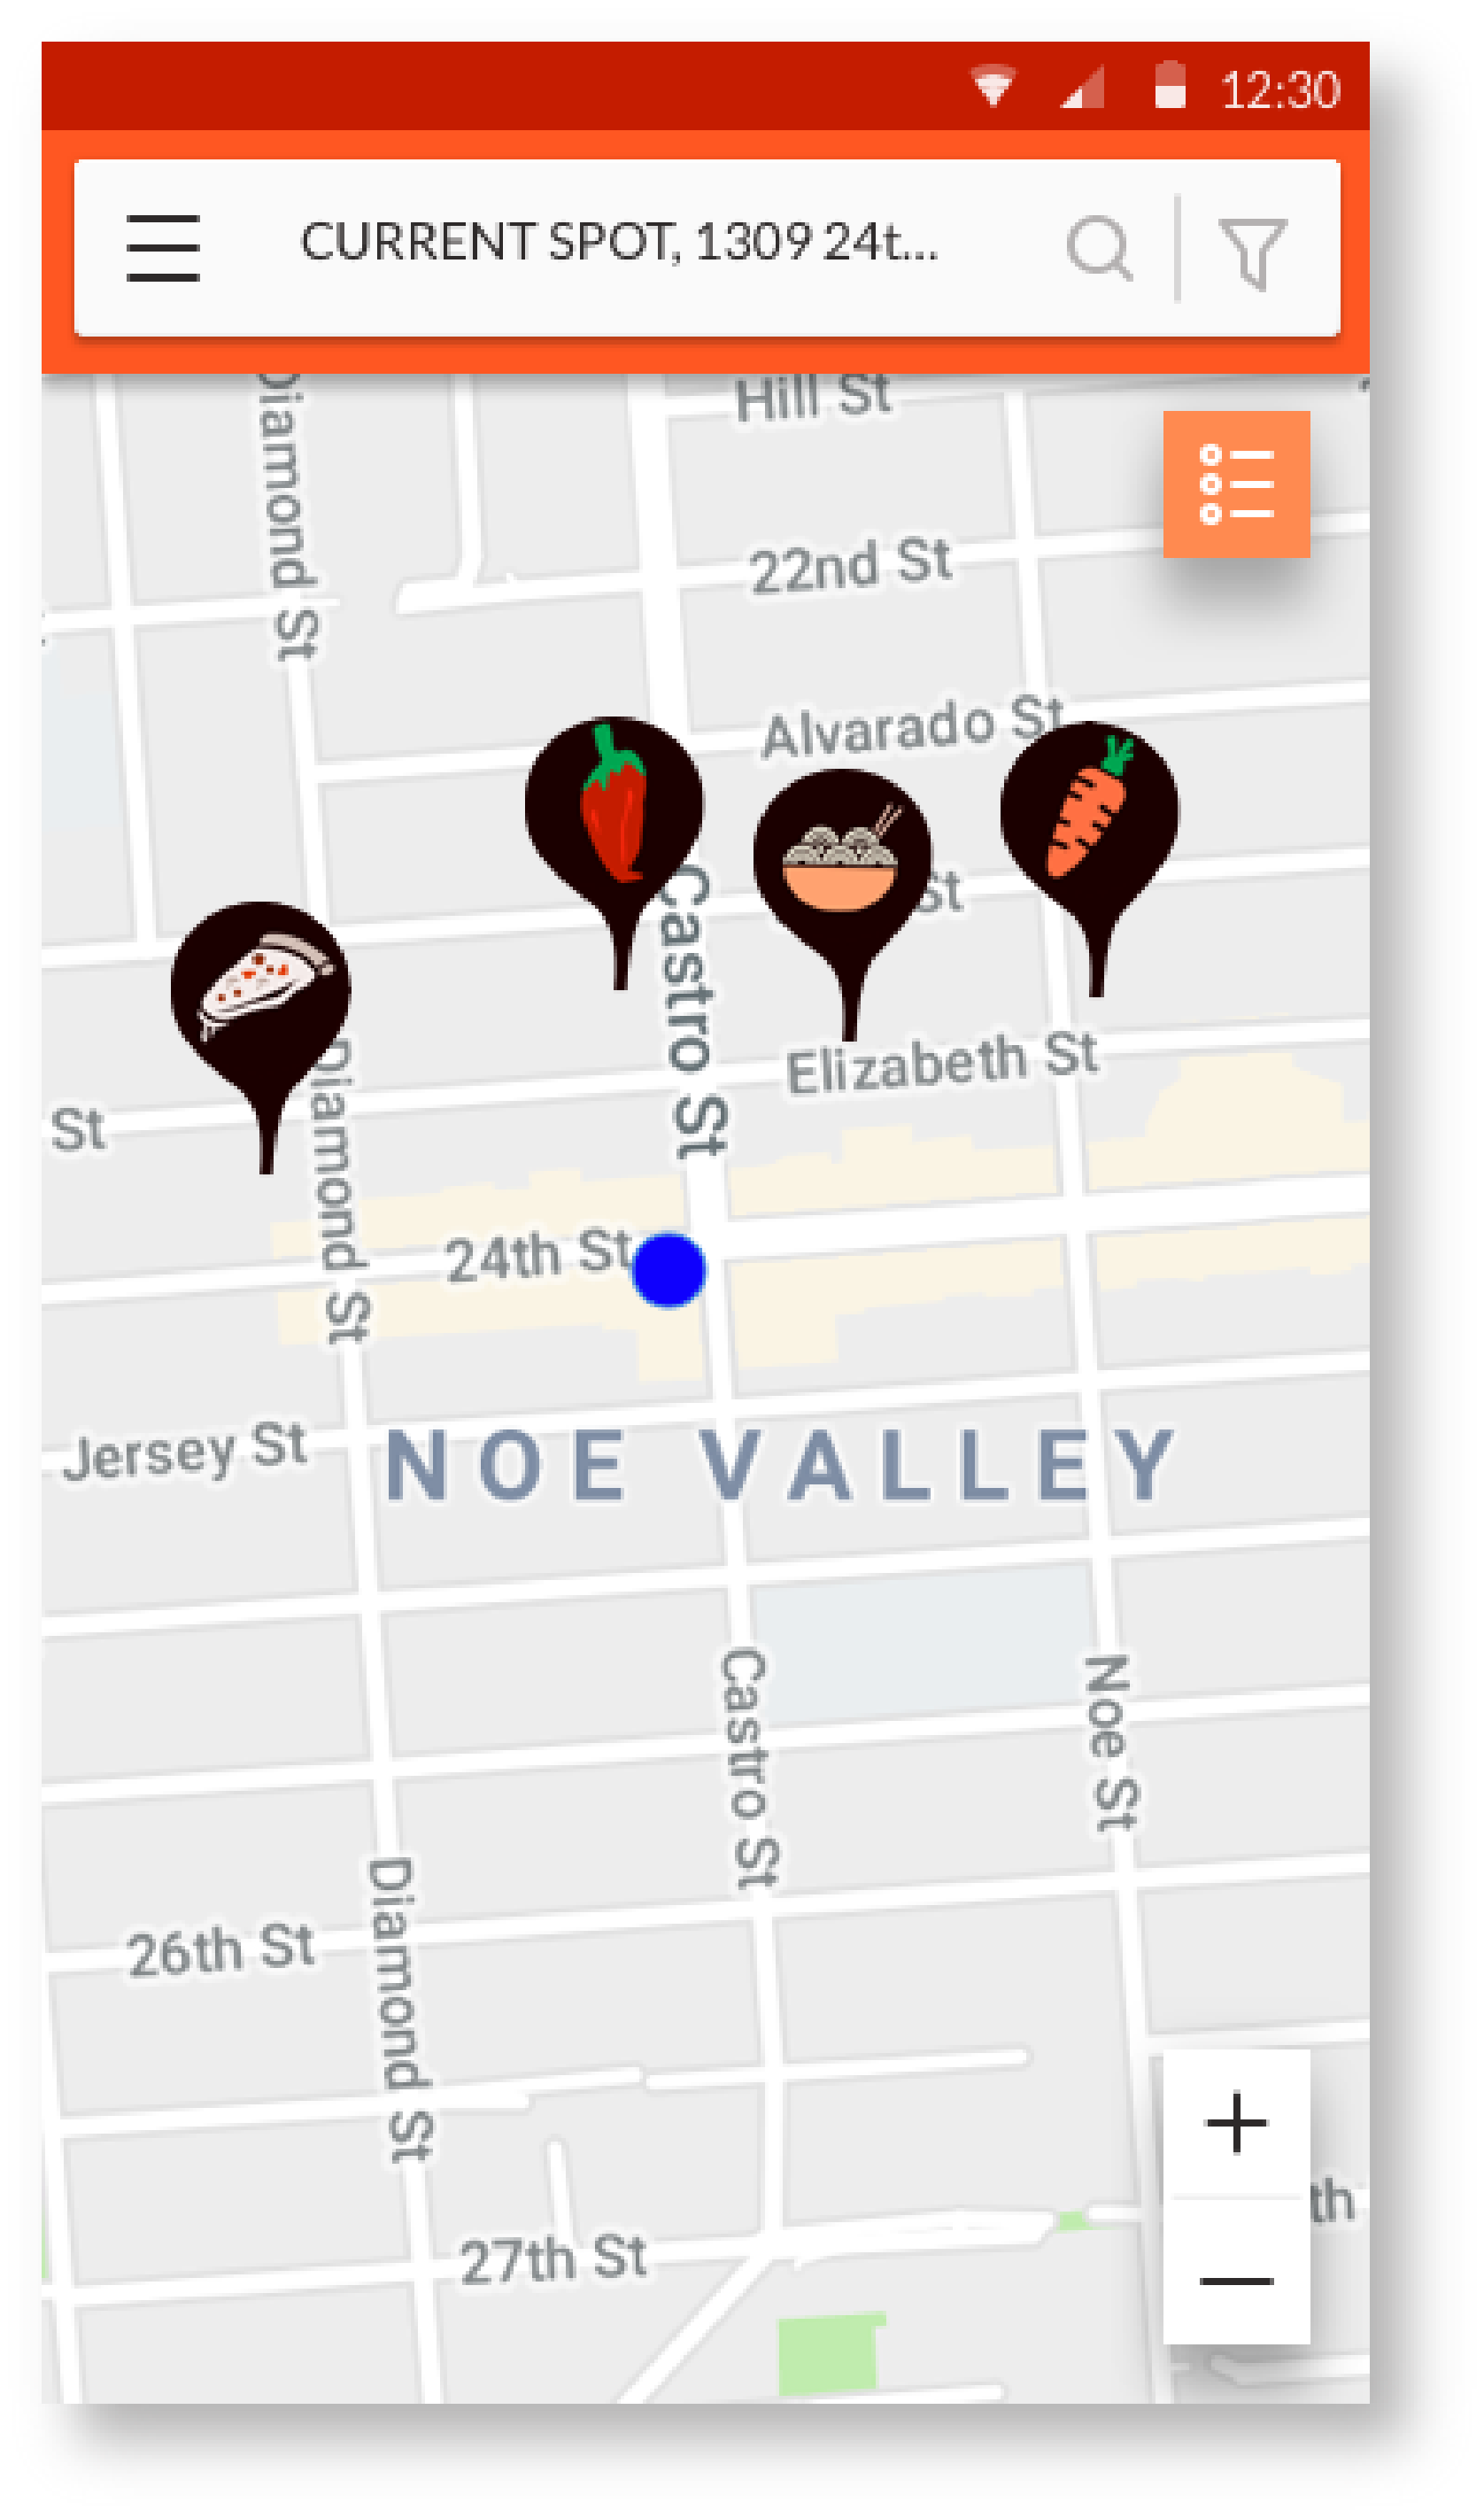 12:30
CURRENT SPOT, 1309 24t...
Hill St
Diamond St
22nd St
Alvarado St
St
Castro St
Elizabeth St
St
Diamond St
24th St
Jersey St
NOE VALLEY
Castro St
Noe St
26th St
Diamond St
th
27th St